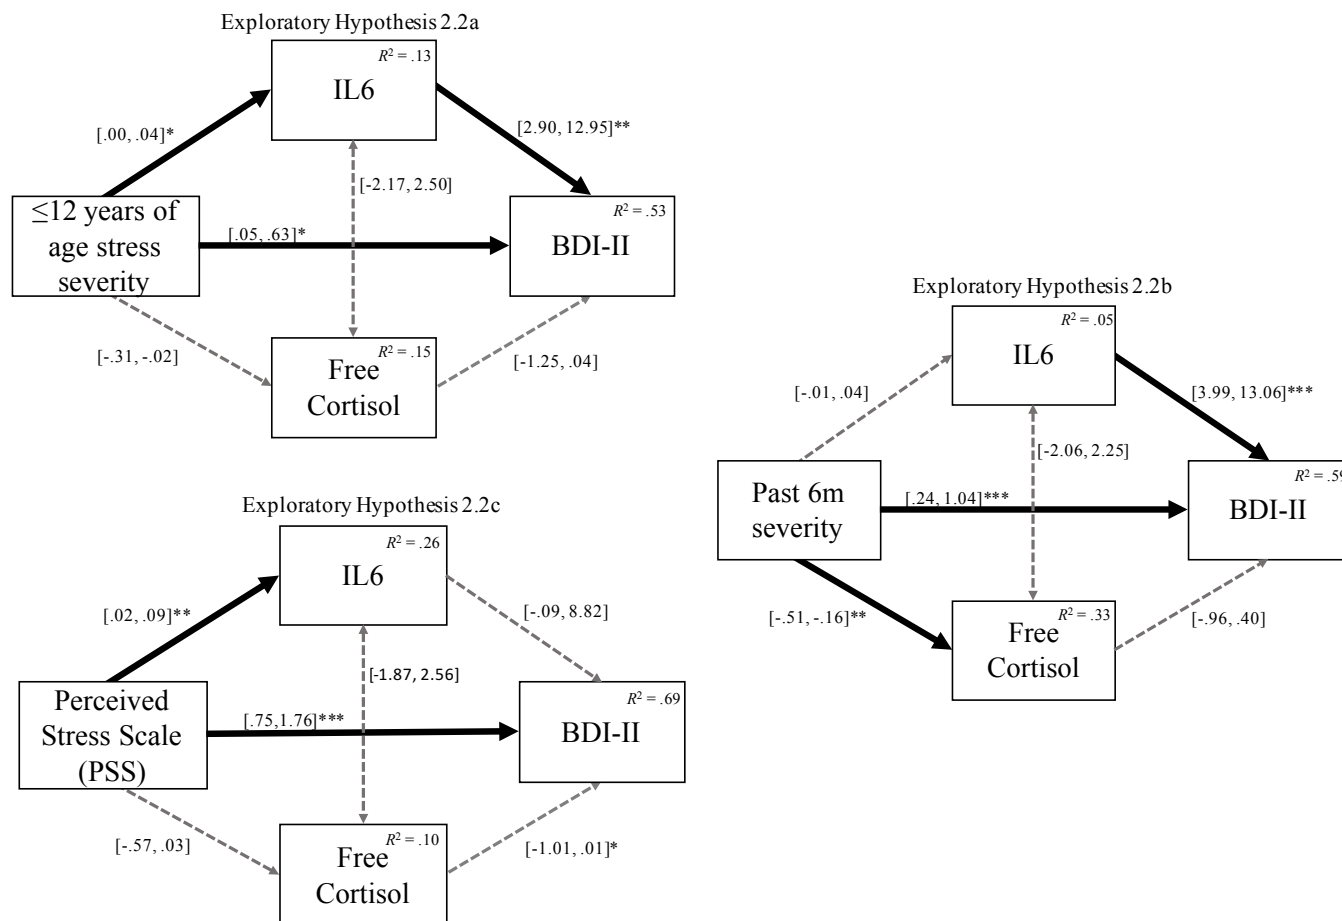 Exploratory Hypothesis 2.2a
R² = .13
IL6
[.00, .04]*
[2.90, 12.95]**
[-2.17, 2.50]
≤12 years of
age stress
severity
[.05, .63]*
R² = .53
BDI-II
[-.31, -.02]
R² = .15
Free
Cortisol
[-1.25, .04]
Exploratory Hypothesis 2.2b
R² = .05
IL6
[-.01, .04]
[3.99, 13.06]***
[-2.06, 2.25]
Past 6m
severity
[.24, 1.04]***
R² = .59
BDI-II
[-.51, -.16]**
R² = .33
Free
Cortisol
[-.96, .40]
Exploratory Hypothesis 2.2c
R² = .26
IL6
[.02, .09]**
[-.09, 8.82]
[-1.87, 2.56]
Perceived
Stress Scale
(PSS)
[.75,1.76]***
R² = .69
BDI-II
[-.57, .03]
R² = .10
Free
Cortisol
[-1.01, .01]*